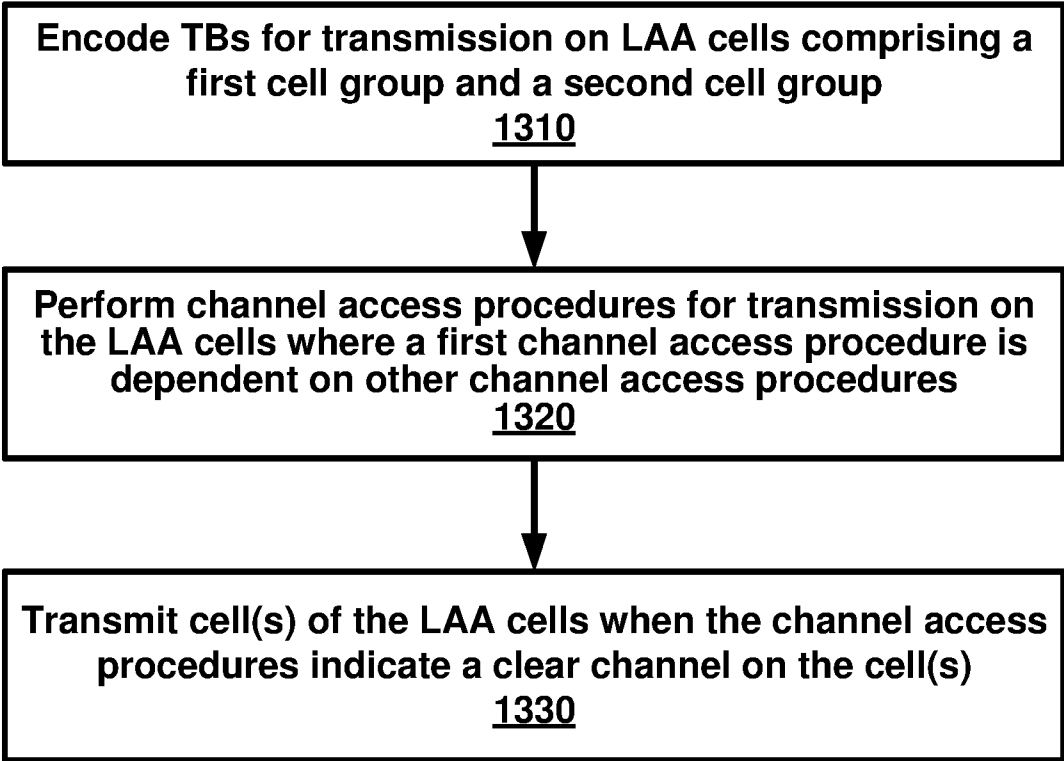 Encode TBs for transmission on LAA cells comprising a
first cell group and a second cell group
1310
Perform channel access procedures for transmission on
the LAA cells where a first channel access procedure is
dependent on other channel access procedures
1320
Transmit cell(s) of the LAA cells when the channel access
procedures indicate a clear channel on the cell(s)
1330